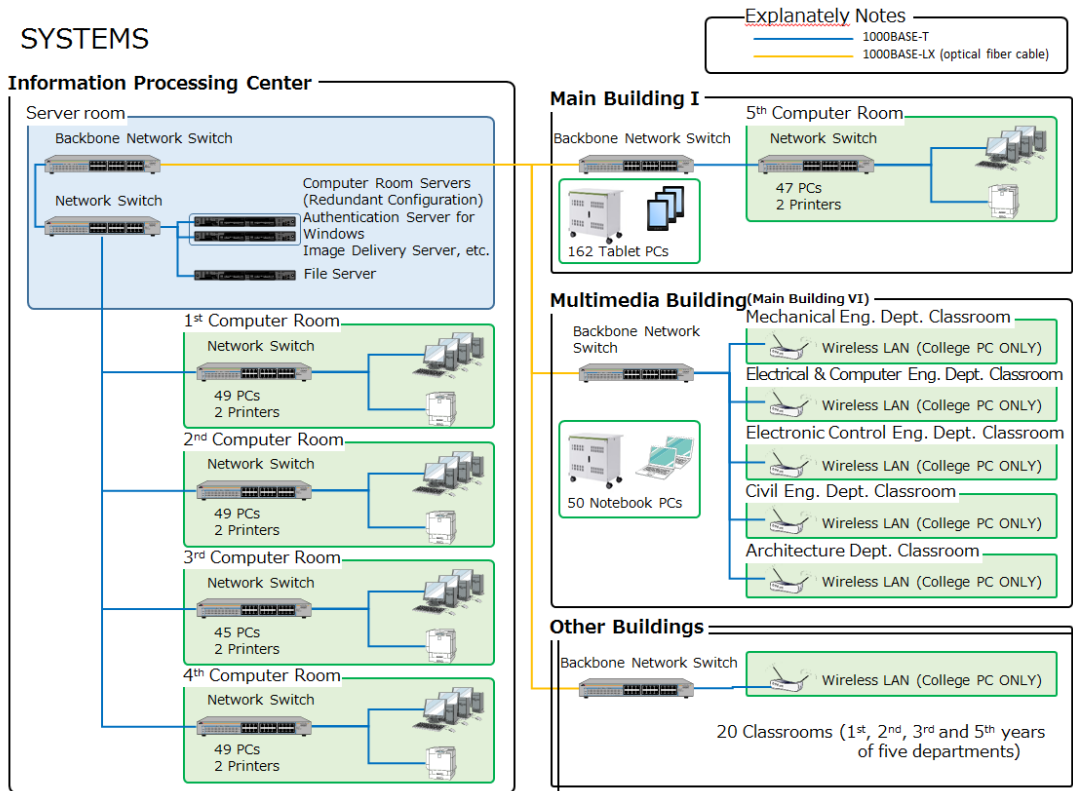 SYSTEMS
Explanately Notes
1000BASE-T
1000BASE-LX (optical fiber cable)
Information Processing Center
Server room
Backbone Network Switch
Network Switch
Computer Room Servers
(Redundant Configuration)
Authentication Server for
Windows
Image Delivery Server, etc.
File Server
1st Computer Room
Network Switch
49 PCs
2 Printers
2nd Computer Room
Network Switch
49 PCs
2 Printers
3rd Computer Room
Network Switch
45 PCs
2 Printers
4th Computer Room
Network Switch
49 PCs
2 Printers
Main Building I
Backbone Network Switch
162 Tablet PCs
5th Computer Room
Network Switch
47 PCs
2 Printers
Multimedia Building(Main Building VI)
Backbone Network
Switch
50 Notebook PCs
Mechanical Eng. Dept. Classroom
Wireless LAN (College PC ONLY)
Electrical & Computer Eng. Dept. Classroom
Wireless LAN (College PC ONLY)
Electronic Control Eng. Dept. Classroom
Wireless LAN (College PC ONLY)
Civil Eng. Dept. Classroom
Wireless LAN (College PC ONLY)
Architecture Dept. Classroom
Wireless LAN (College PC ONLY)
Other Buildings
Backbone Network Switch
Wireless LAN (College PC ONLY)
20 Classrooms (1st, 2nd, 3rd and 5th years
of five departments)